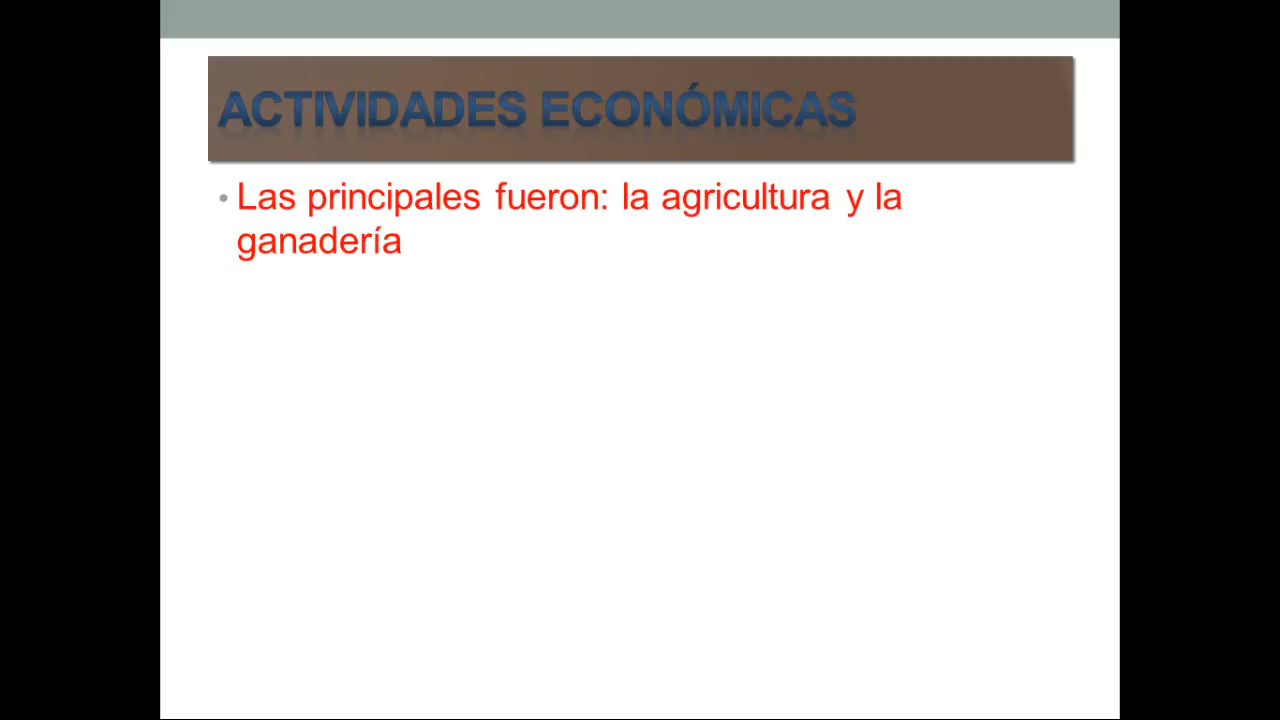 ACTIVIDADES ECONÓMICAS
• Las principales fueron: la agricultura y la
ganadería